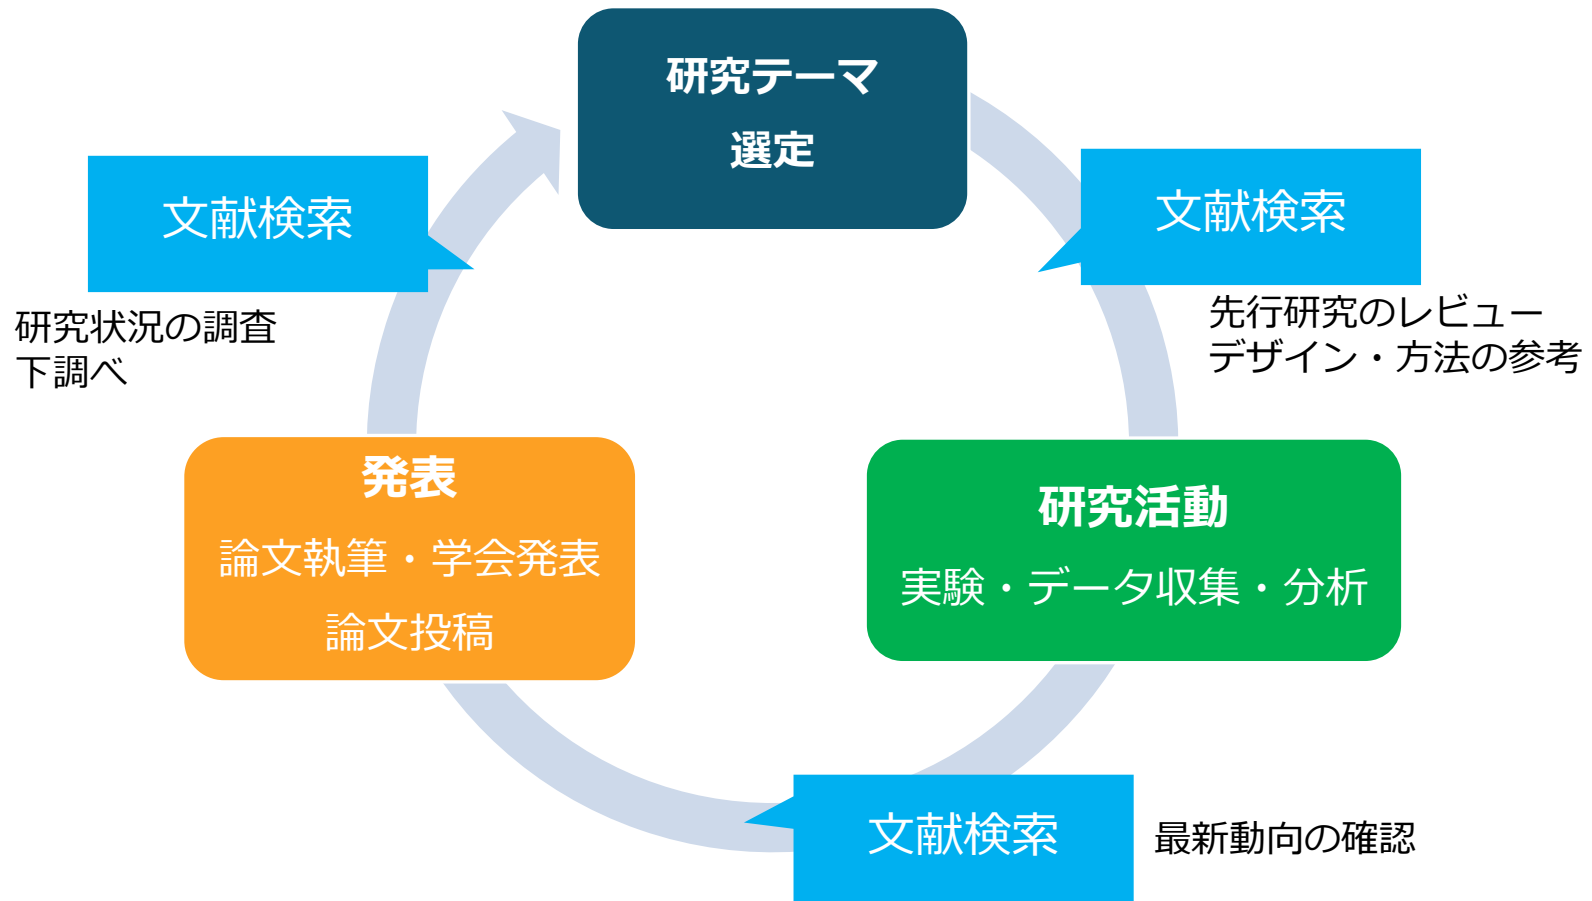 研究テーマ
選定
文献検索
研究状況の調査
下調べ
文献検索
先行研究のレビュー
デザイン・方法の参考
発表
論文執筆・学会発表
論文投稿
研究活動
実験・データ収集・分析
文献検索
最新動向の確認